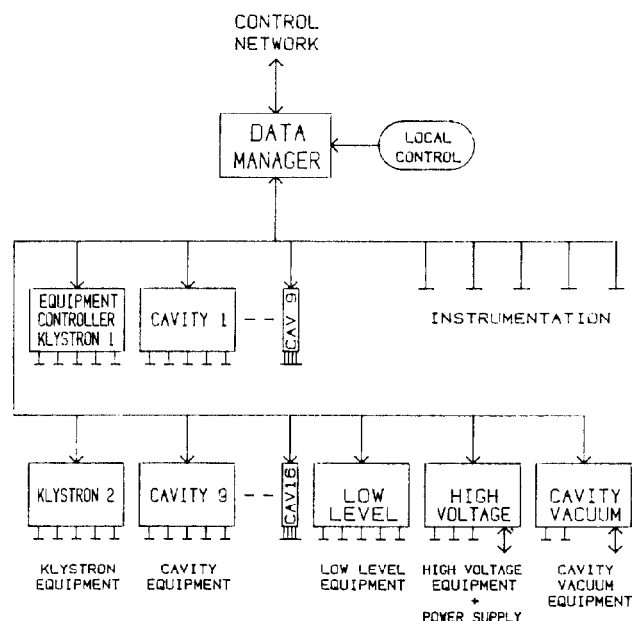 CONTROL
NETWORK
DATA
MANAGER
LOCAL
CONTROL
EQUIPMENT
CONTROLLER
KLYSTRON 1
CAVITY 1
CAV 9
INSTRUMENTATION
KLYSTRON 2
CAVITY 9
CAV16
LOW
LEVEL
HIGH
VOLTAGE
CAVITY
VACUUM
KLYSTRON
EQUIPMENT
CAVITY
EQUIPMENT
LOW LEVEL
EQUIPMENT
HIGH VOLTAGE
EQUIPMENT
+
POWER SUPPLY
CAVITY
VACUUM
EQUIPMENT